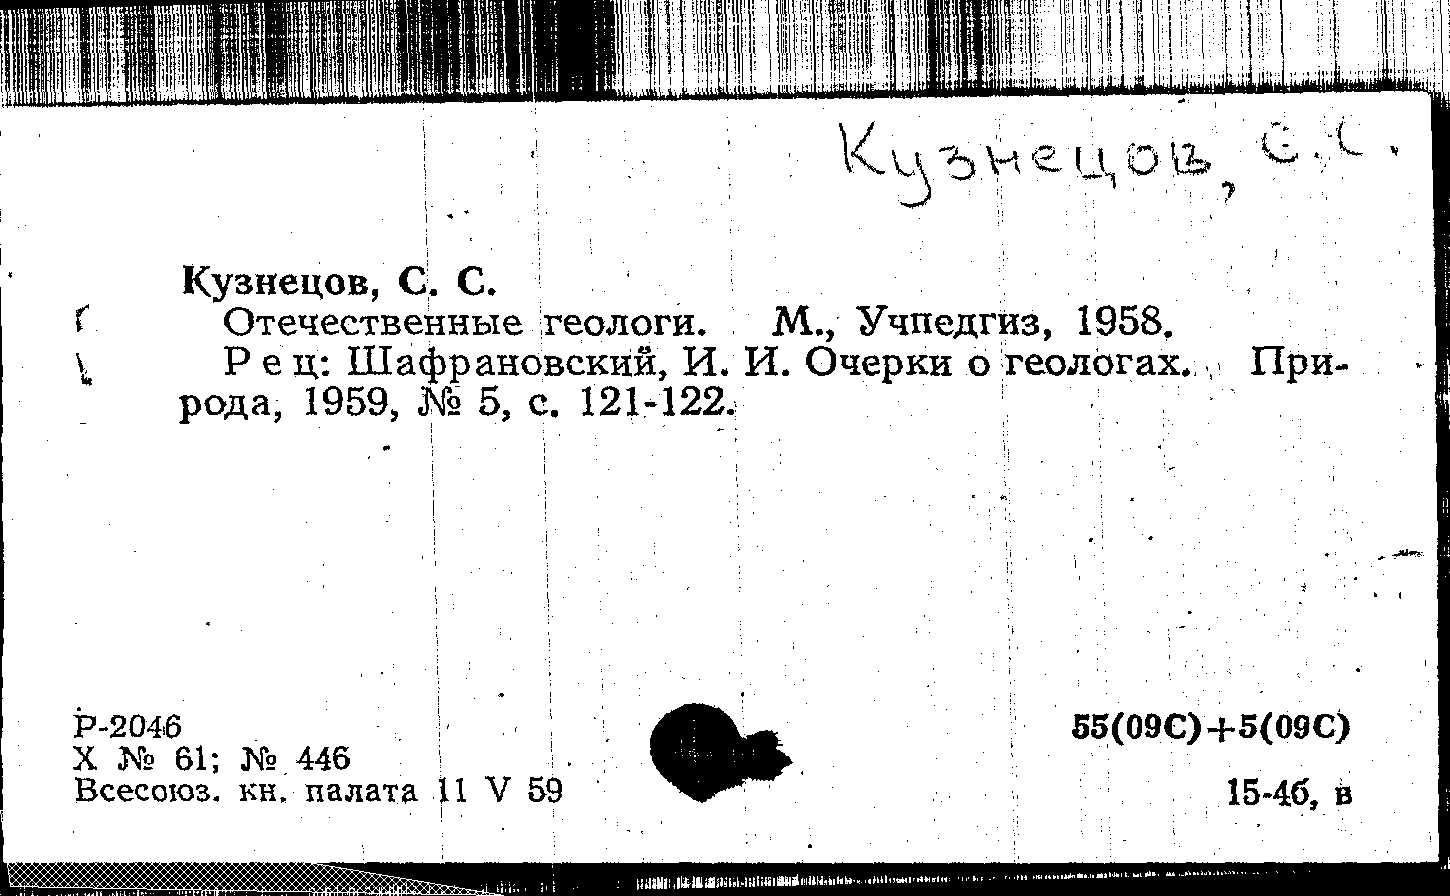 Кузнецов, С. С.
Кузнецов, С. С.
Отечественные геологи. М., Учпедгиз, 1958.
Рец: Шафрановский, И. И. Очерки о геологах. При-
рода, 1959, № 5, с. 121-122.
Р-2046
X № 61; № 446
Всесоюз. кн. палата 11 V 59
55(09С)+5(09С)
15-4б, в